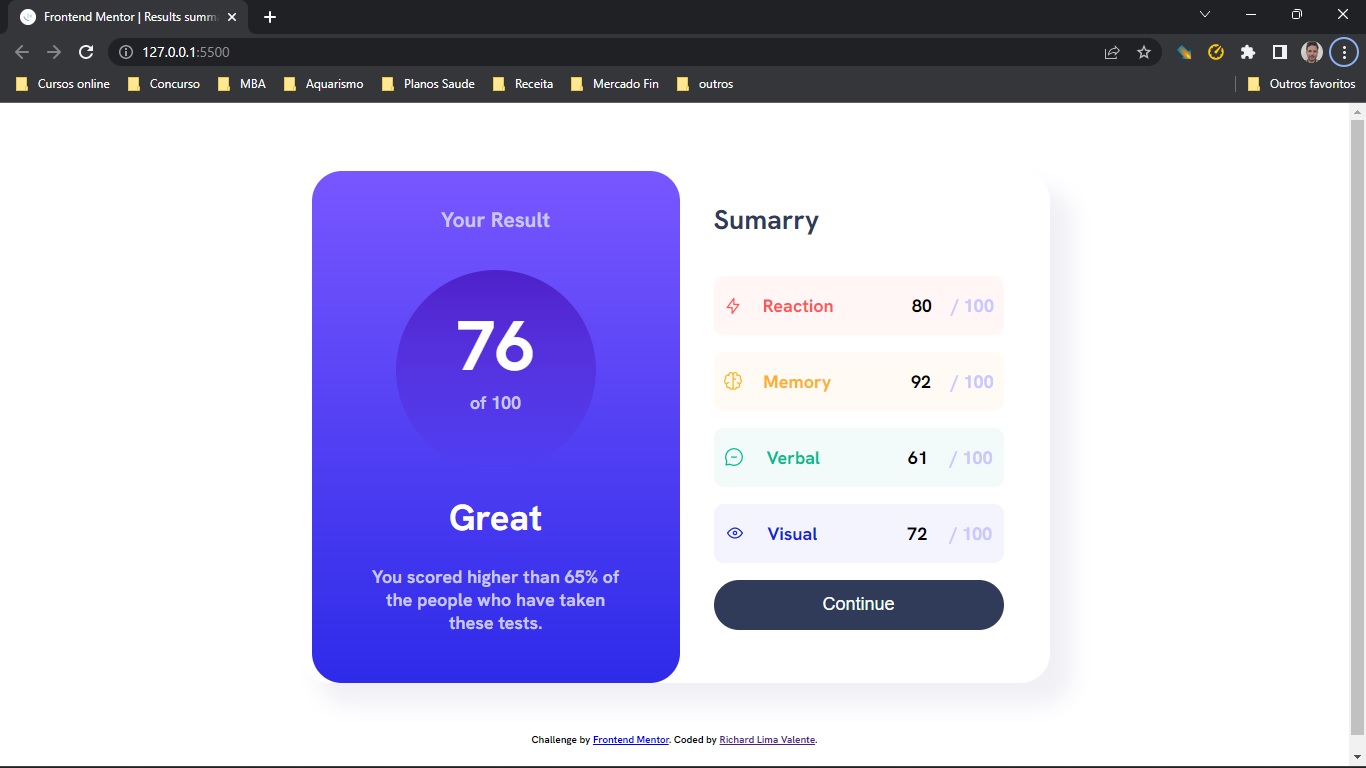 Frontend Mentor | Results summ
127.0.0.1:5500
Cursos online Concurso MBA Aquarismo Planos Saude Receita Mercado Fin outros Outros favoritos
Your Result
76
of 100
Great
You scored higher than 65% of
the people who have taken
these tests.
Sumarry
Reaction 80 / 100
Memory 92 / 100
Verbal 61 / 100
Visual 72 / 100
Continue
Challenge by Frontend Mentor. Coded by Richard Lima Valente.